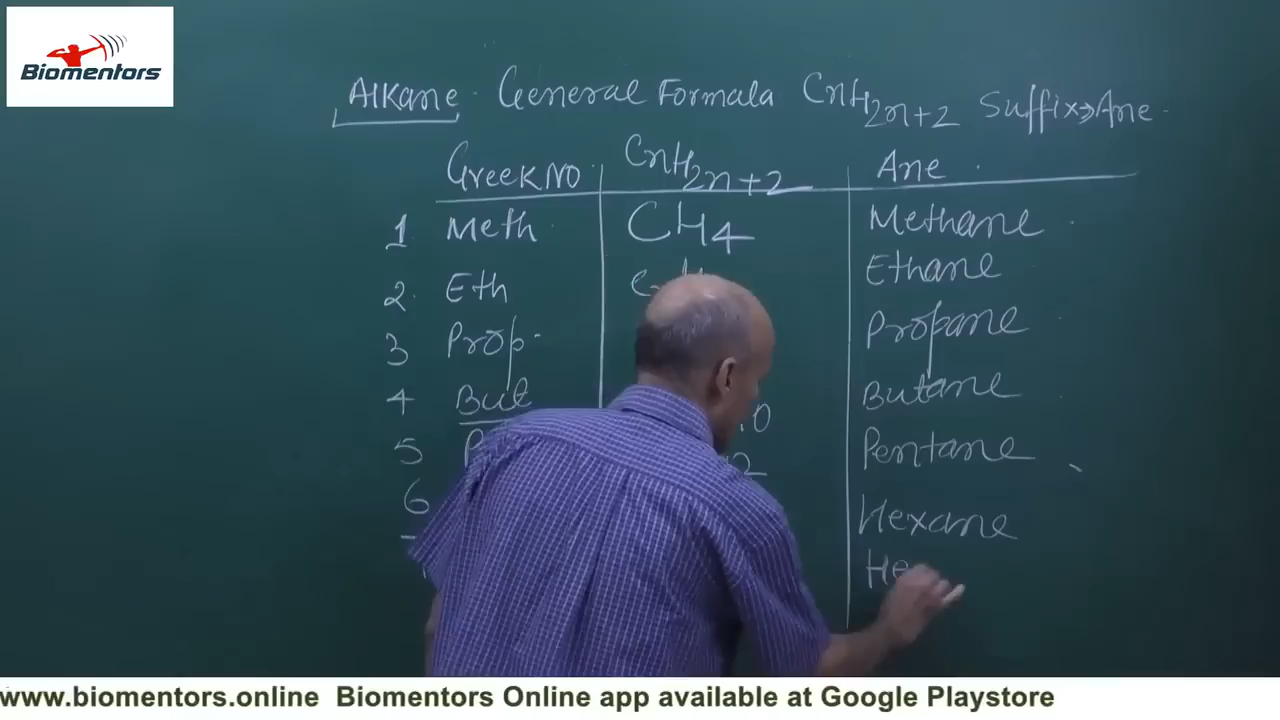 Biomentors
Alkane. General Formala CnH2n+2 Suffix⇒Ane
Greek NO CnH2n+2 Ane
1 Meth CH4 Methane
2. Eth Ethane
3 Prop Propane
4 But Butane
5 Pentane
6 Hexane
www.biomentors.online Biomentors Online app available at Google Playstore